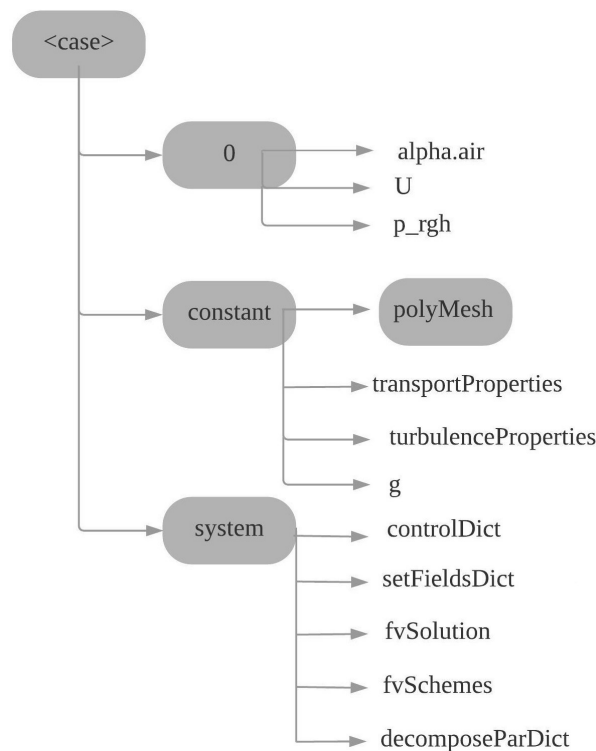 <case>
0
alpha.air
U
p_rgh
constant
polyMesh
transportProperties
turbulenceProperties
g
system
controlDict
setFieldsDict
fvSolution
fvSchemes
decomposeParDict